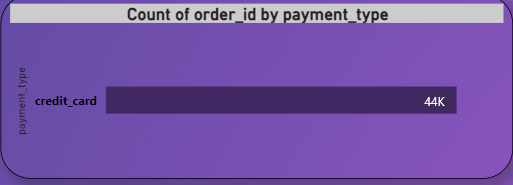 Count of order_id by payment_type
payment_type
credit_card
44K